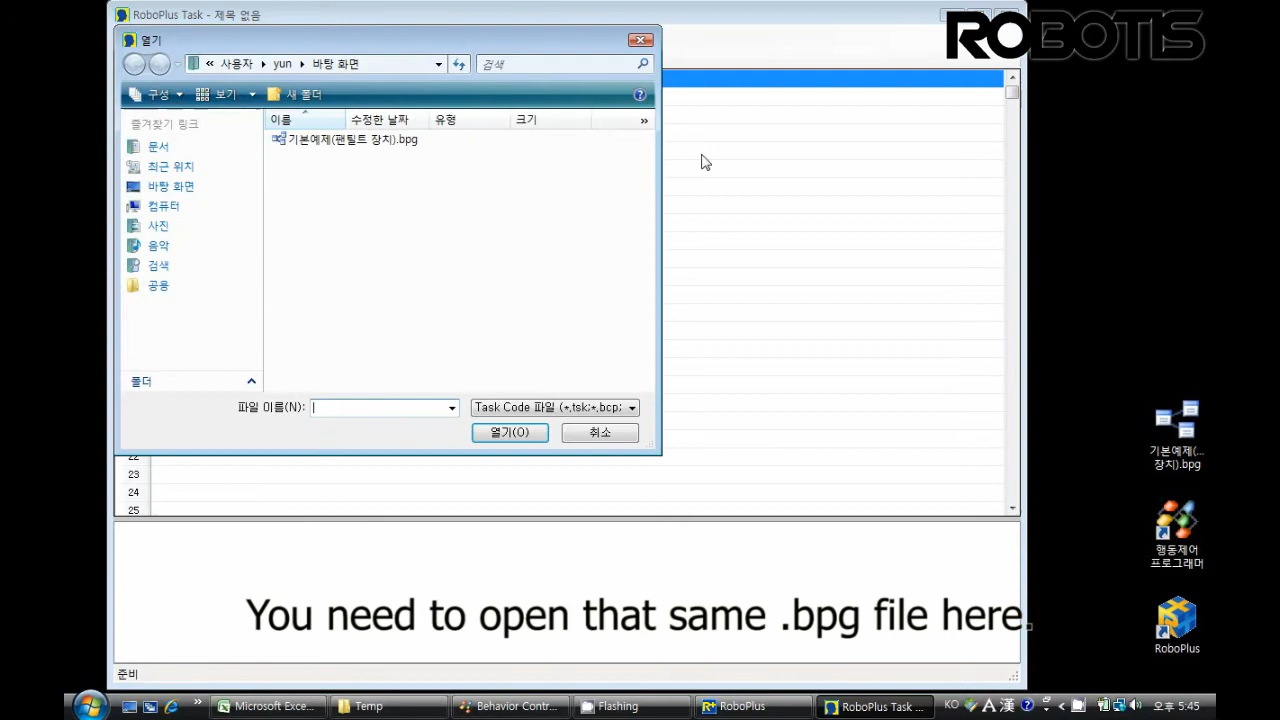 RoboPlus Task - 제목 없음
ROBOTIS
열기
« 사용자 yun 바탕 화면
검색
구성 보기 새 폴더
즐겨찾기 링크
이름 수정한 날짜 유형 크기 »
문서
기본예제(팬틸트 장치).bpg
최근 위치
바탕 화면
컴퓨터
사진
음악
검색
공용
폴더
파일 이름(N):
Task Code 파일 (*.tsk;*.bcp;
열기(O) 취소
22
23
24
25
기본예제(...
장치).bpg
행동제어
프로그래머
RoboPlus
You need to open that same .bpg file here.
준비
» Microsoft Exce... Temp Behavior Contr... Flashing RoboPlus RoboPlus Task ... KO A 漢 오후 5:45